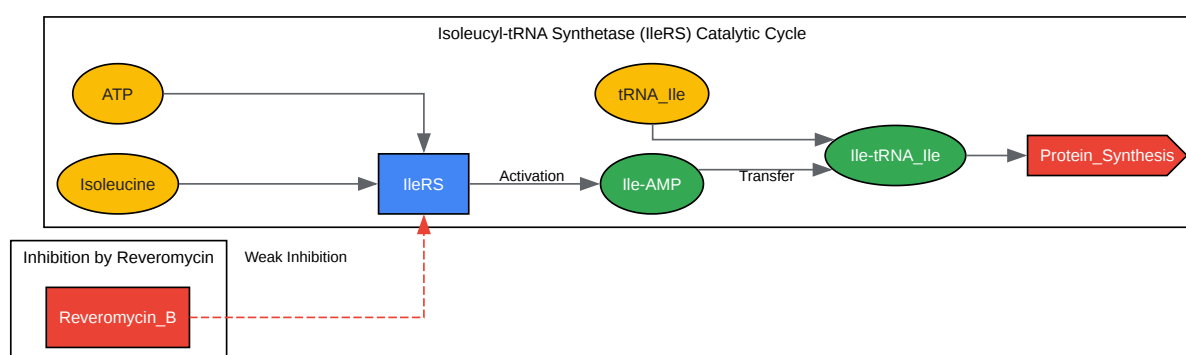 Isoleucyl-tRNA Synthetase (IleRS) Catalytic Cycle
ATP
tRNA_Ile
Ile-tRNA_Ile
Protein_Synthesis
Isoleucine
IleRS
Activation
Ile-AMP
Transfer
Inhibition by Reveromycin
Weak Inhibition
Reveromycin_B